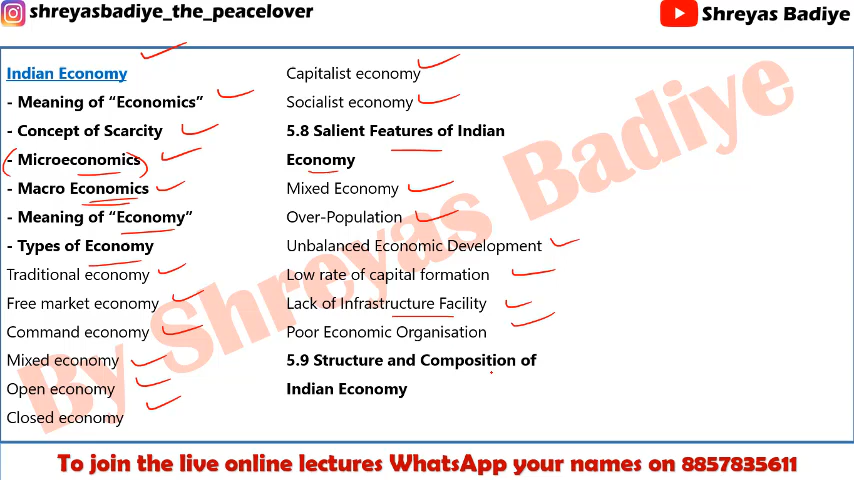 shreyasbadiye_the_peacelover
Shreyas Badiye
Indian Economy
- Meaning of “Economics”
- Concept of Scarcity
- Microeconomics
- Macro Economics
- Meaning of “Economy”
- Types of Economy
Traditional economy
Free market economy
Command economy
Mixed economy
Open economy
Closed economy
Capitalist economy
Socialist economy
5.8 Salient Features of Indian
Economy
Mixed Economy
Over-Population
Unbalanced Economic Development
Low rate of capital formation
Lack of Infrastructure Facility
Poor Economic Organisation
5.9 Structure and Composition of
Indian Economy
By Shreyas Badiye
To join the live online lectures WhatsApp your names on 8857835611